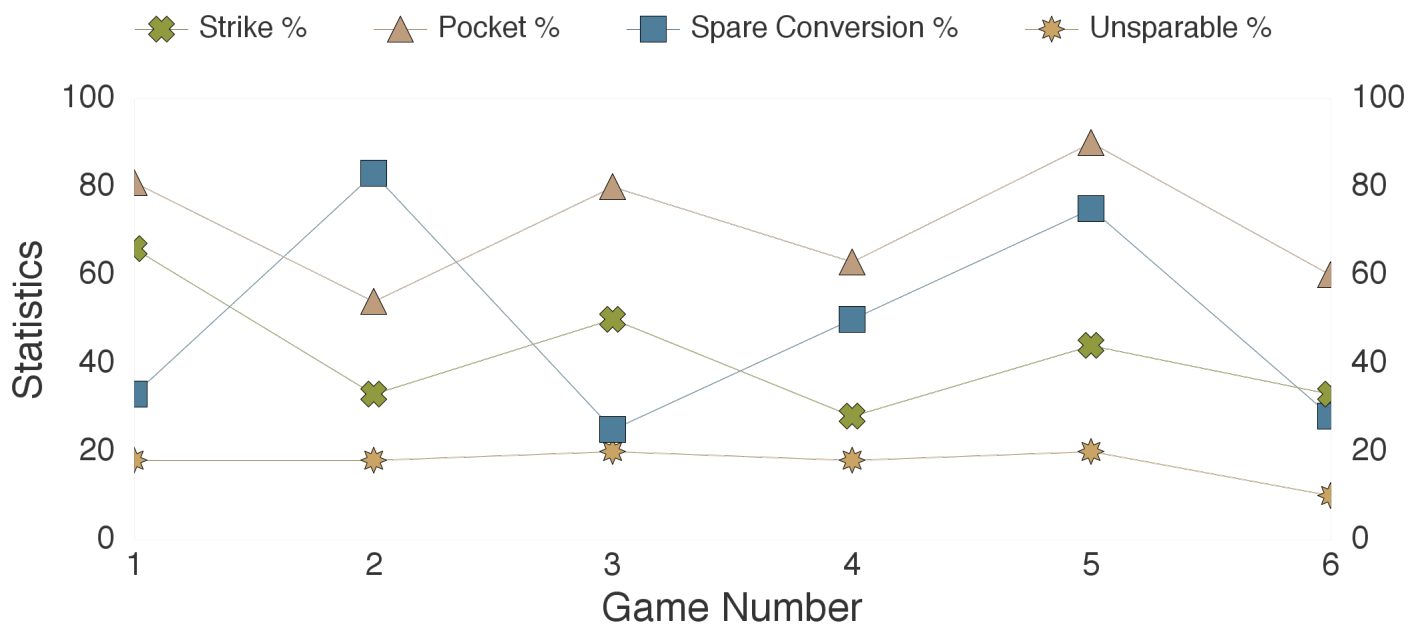 Strike % Pocket % Spare Conversion % Unsparable %
100 100
80 80
60 60
40 40
20 20
0 0
Statistics
1 2 3 4 5 6
Game Number